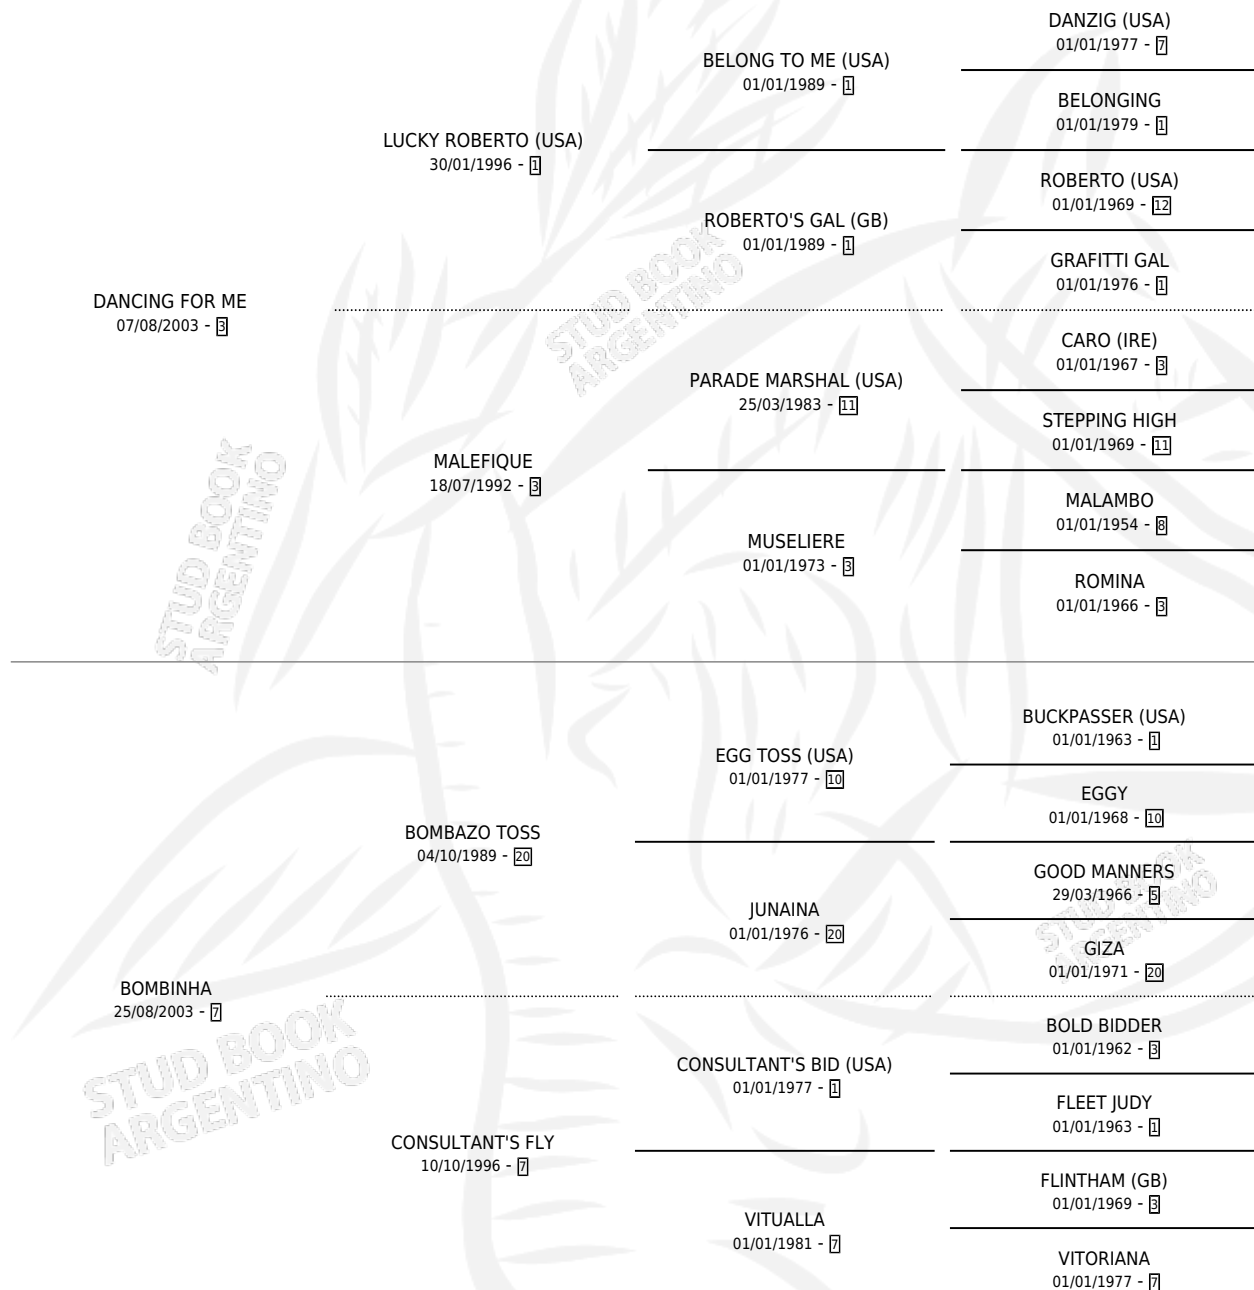 DANZIG (USA)
01/01/1977 - 7
BELONG TO ME (USA)
01/01/1989 - 1
BELONGING
01/01/1979 - 1
LUCKY ROBERTO (USA)
30/01/1996 - 1
ROBERTO (USA)
01/01/1969 - 12
ROBERTO'S GAL (GB)
01/01/1989 - 1
GRAFITTI GAL
01/01/1976 - 1
DANCING FOR ME
07/08/2003 - 3
STUD BOOK
ARGENTINO
CARO (IRE)
01/01/1967 - 3
PARADE MARSHAL (USA)
25/03/1983 - 11
STEPPING HIGH
01/01/1969 - 11
MALEFIQUE
18/07/1992 - 3
MALAMBO
01/01/1954 - 8
MUSELIERE
01/01/1973 - 3
ROMINA
01/01/1966 - 3
STUD BOOK
ARGENTINO
BUCKPASSER (USA)
01/01/1963 - 1
EGG TOSS (USA)
01/01/1977 - 10
EGGY
01/01/1968 - 10
BOMBAZO TOSS
04/10/1989 - 20
GOOD MANNERS
29/03/1966 - 5
JUNAINA
01/01/1976 - 20
STUD BOOK
ARGENTINO
GIZA
01/01/1971 - 20
BOMBINHA
25/08/2003 - 7
BOLD BIDDER
01/01/1962 - 3
CONSULTANT'S BID (USA)
01/01/1977 - 1
STUD BOOK
ARGENTINO
FLEET JUDY
01/01/1963 - 1
CONSULTANT'S FLY
10/10/1996 - 7
FLINTHAM (GB)
01/01/1969 - 3
VITUALLA
01/01/1981 - 7
VITORIANA
01/01/1977 - 7